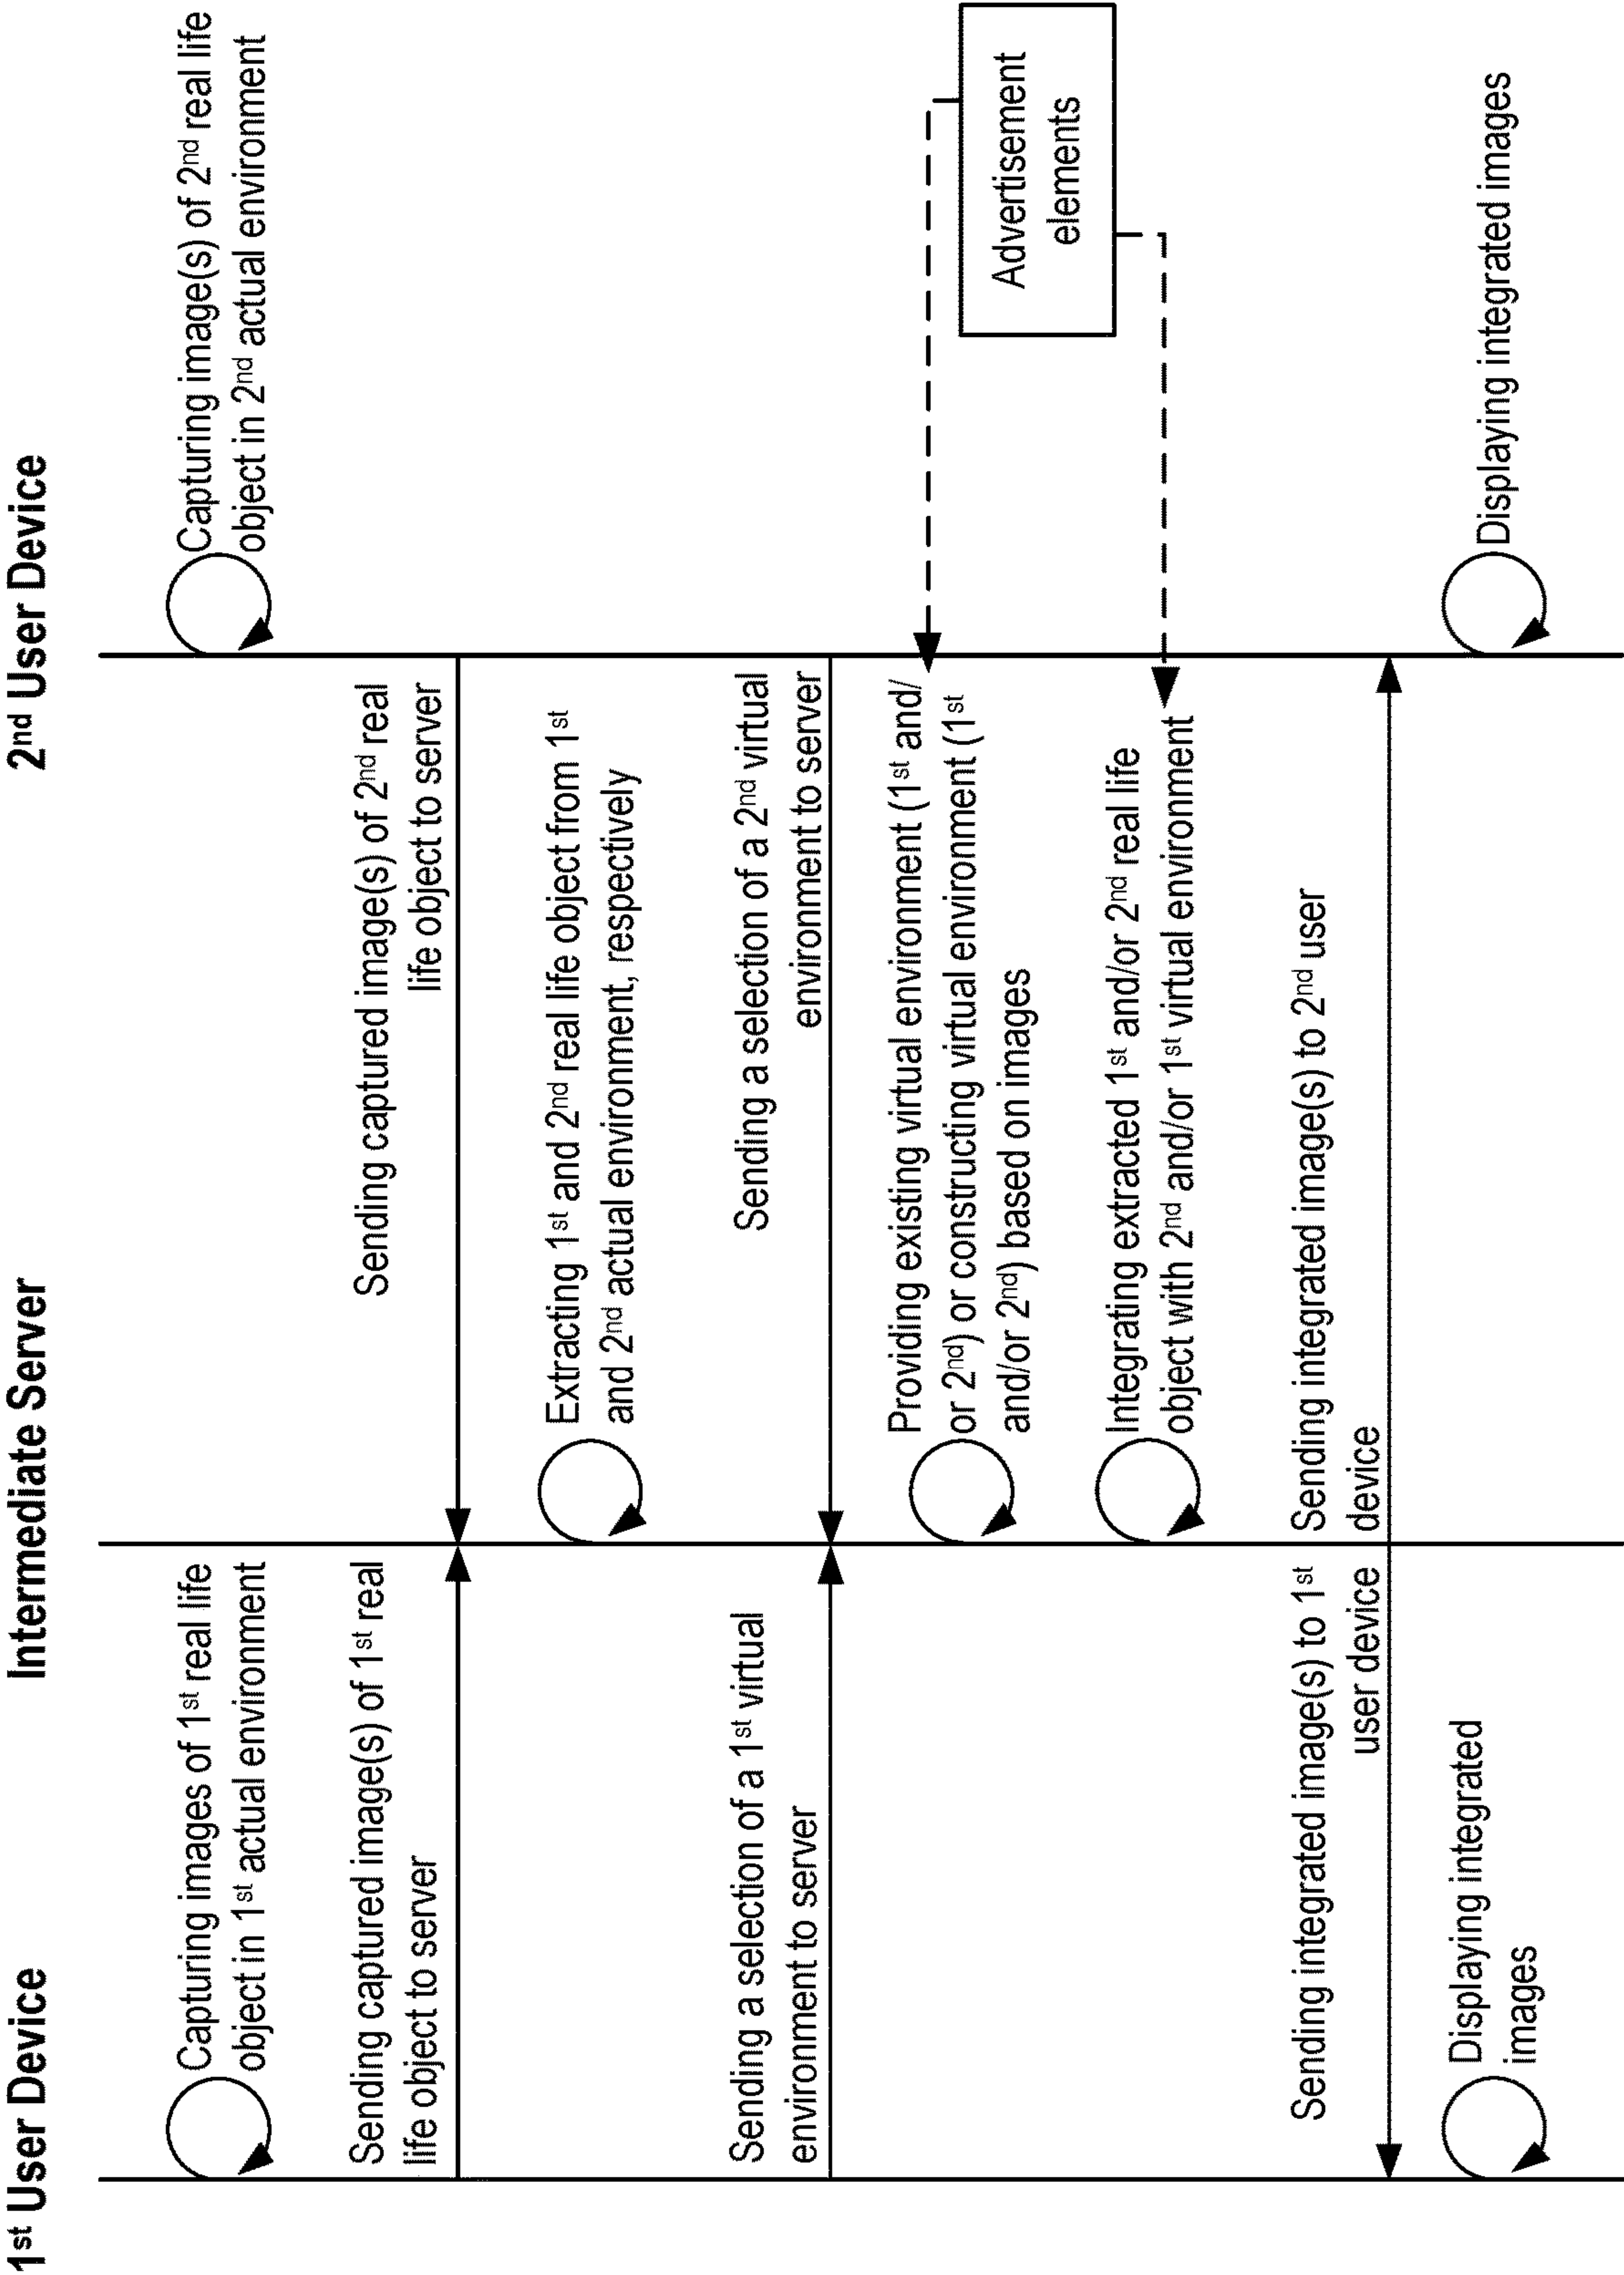 1st User Device
Intermediate Server
2nd User Device
Capturing images of 1st real life
object in 1st actual environment
Capturing image(s) of 2nd real life
object in 2nd actual environment
Sending captured image(s) of 1st real
life object to server
Sending captured image(s) of 2nd real
life object to server
Extracting 1st and 2nd real life object from 1st
and 2nd actual environment, respectively
Sending a selection of a 1st virtual
environment to server
Sending a selection of a 2nd virtual
environment to server
Providing existing virtual environment (1st and/
or 2nd) or constructing virtual environment (1st
and/or 2nd) based on images
Advertisement
elements
Integrating extracted 1st and/or 2nd real life
object with 2nd and/or 1st virtual environment
Sending integrated image(s) to 1st
user device
Sending integrated image(s) to 2nd user
device
Displaying integrated
images
Displaying integrated images